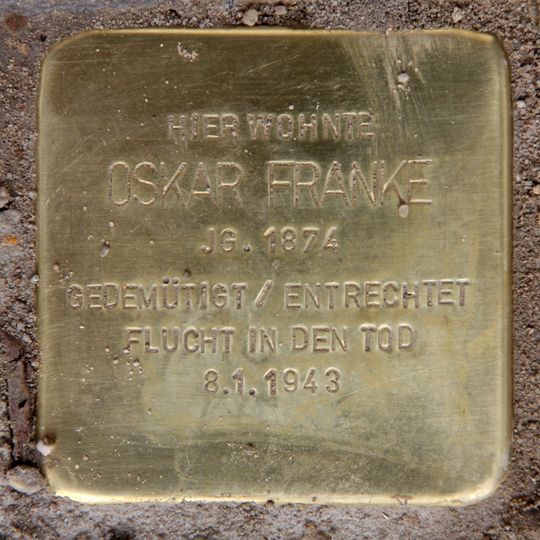 HIER WOHNTE
OSKAR FRANKE
JG. 1874
GEDEMÜTIGT / ENTRECHTET
FLUCHT IN DEN TOD
8.1.1943